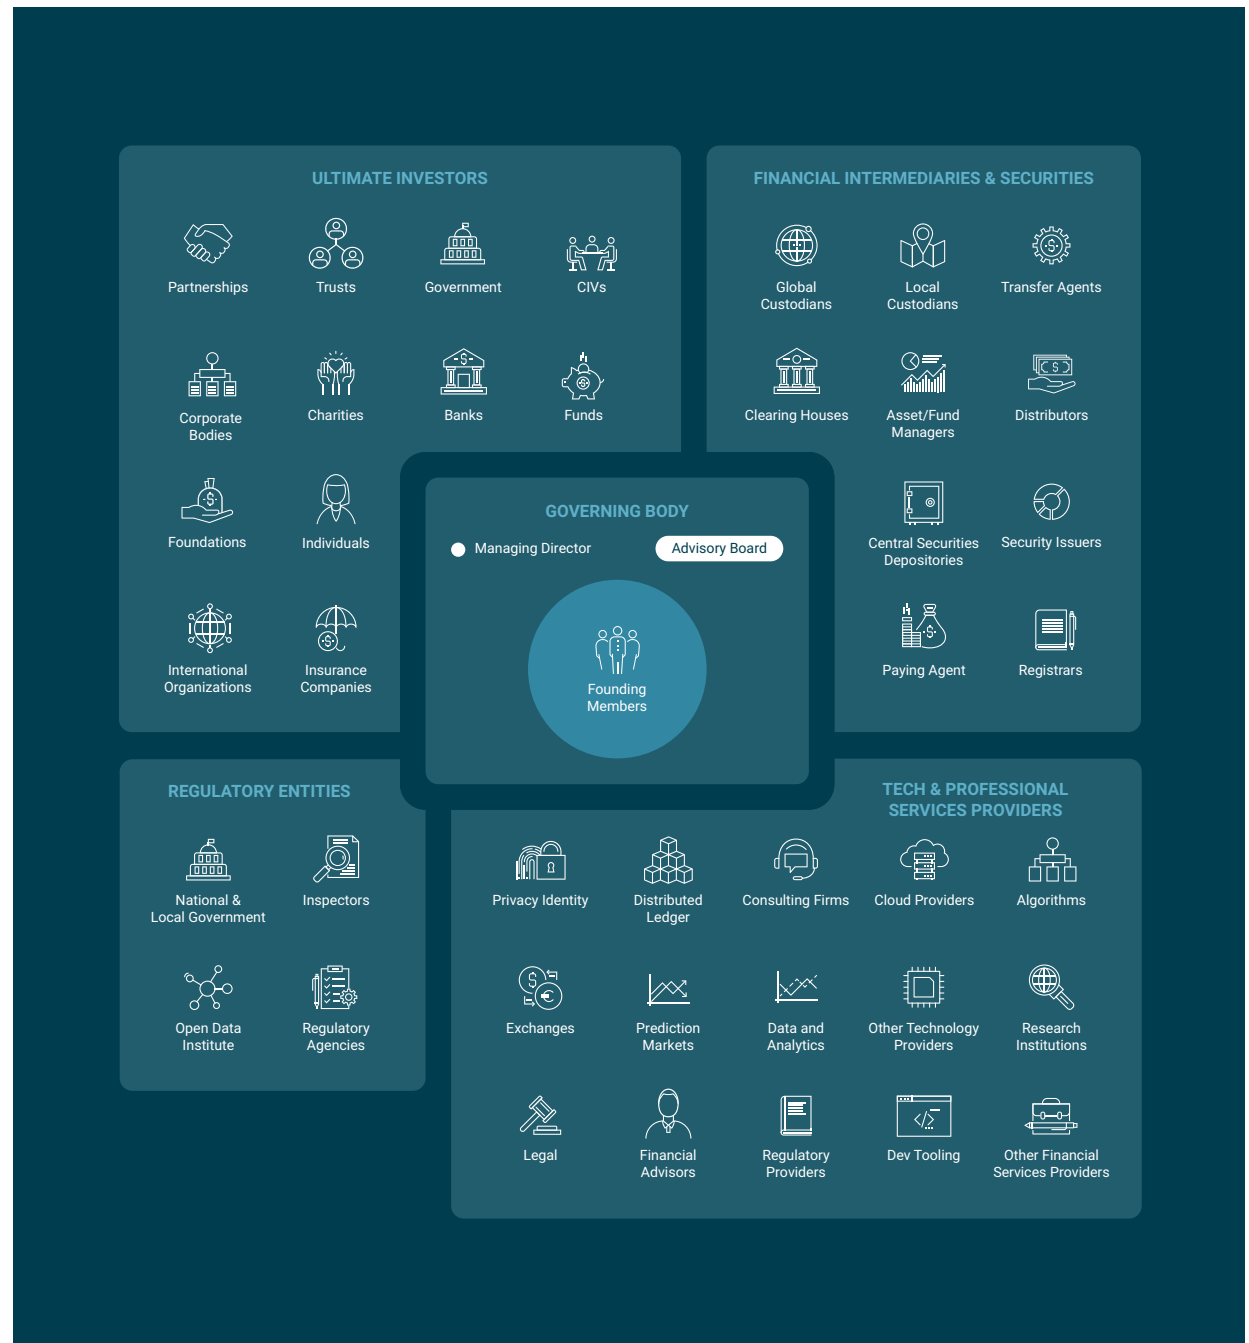 ULTIMATE INVESTORS
Partnerships
Trusts
Government
CIVs
Corporate
Bodies
Charities
Banks
Funds
Foundations
Individuals
International
Organizations
Insurance
Companies
FINANCIAL INTERMEDIARIES & SECURITIES
Global
Custodians
Local
Custodians
Transfer Agents
Clearing Houses
Asset/Fund
Managers
Distributors
Central Securities
Depositories
Security Issuers
Paying Agent
Registrars
GOVERNING BODY
Managing Director
Advisory Board
Founding
Members
REGULATORY ENTITIES
National &
Local Government
Inspectors
Open Data
Institute
Regulatory
Agencies
TECH & PROFESSIONAL
SERVICES PROVIDERS
Privacy Identity
Distributed
Ledger
Consulting Firms
Cloud Providers
Algorithms
Exchanges
Prediction
Markets
Data and
Analytics
Other Technology
Providers
Research
Institutions
Legal
Financial
Advisors
Regulatory
Providers
Dev Tooling
Other Financial
Services Providers